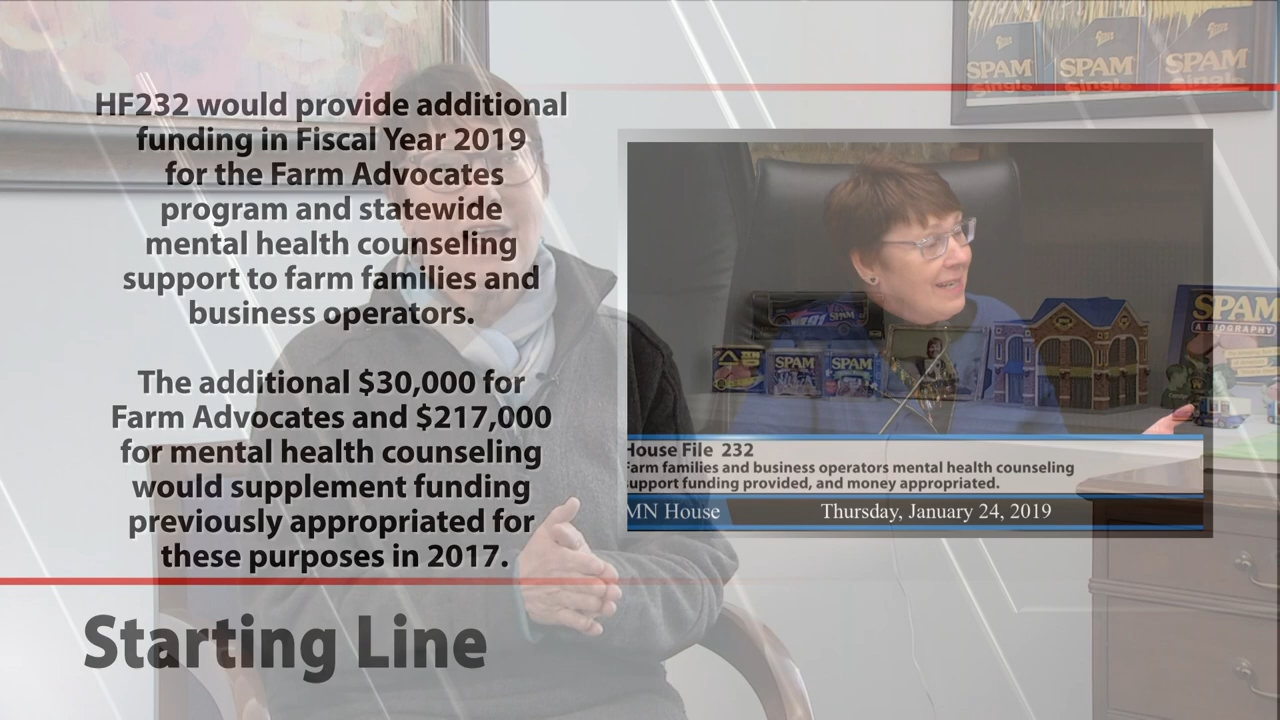 HF232 would provide additional
funding in Fiscal Year 2019
for the Farm Advocates
program and statewide
mental health counseling
support to farm families and
business operators.
The additional $30,000 for
Farm Advocates and $217,000
for mental health counseling
would supplement funding
previously appropriated for
these purposes in 2017.
Starting Line
SPAM
Single
SPAM
Single
SPAM
Single
SPAM
SPAM
SPAM
SPAM
A BIOGRAPHY
House File 232
Farm families and business operators mental health counseling
support funding provided, and money appropriated.
MN House
Thursday, January 24, 2019